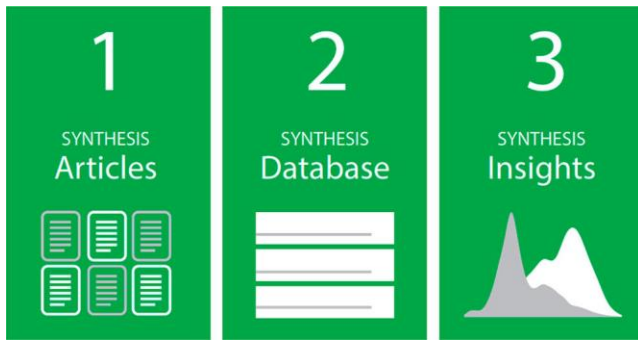 1
SYNTHESIS
Articles
2
SYNTHESIS
Database
3
SYNTHESIS
Insights